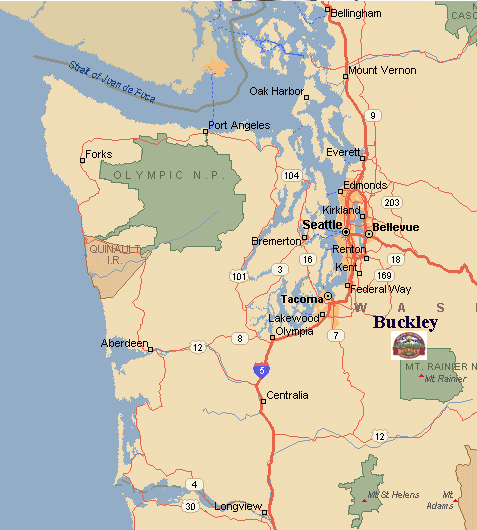 Bellingham
N
CASC
Strait of Juan de Fuca
Mount Vernon
Oak Harbor
9
Port Angeles
Everett
Forks
OLYMPIC N.P.
104
Edmonds
203
Kirkland
Seattle
Bellevue
Bremerton
QUINAULT
I.R.
Renton
16
18
3
Kent
169
101
Federal Way
Tacoma
W A S
Lakewood
Buckley
Olympia
7
8
Aberdeen
12
MT. RAINIER N
5
Mt Rainier
Centralia
12
4
Mt St Helens
Mt
Adams
30
Longview